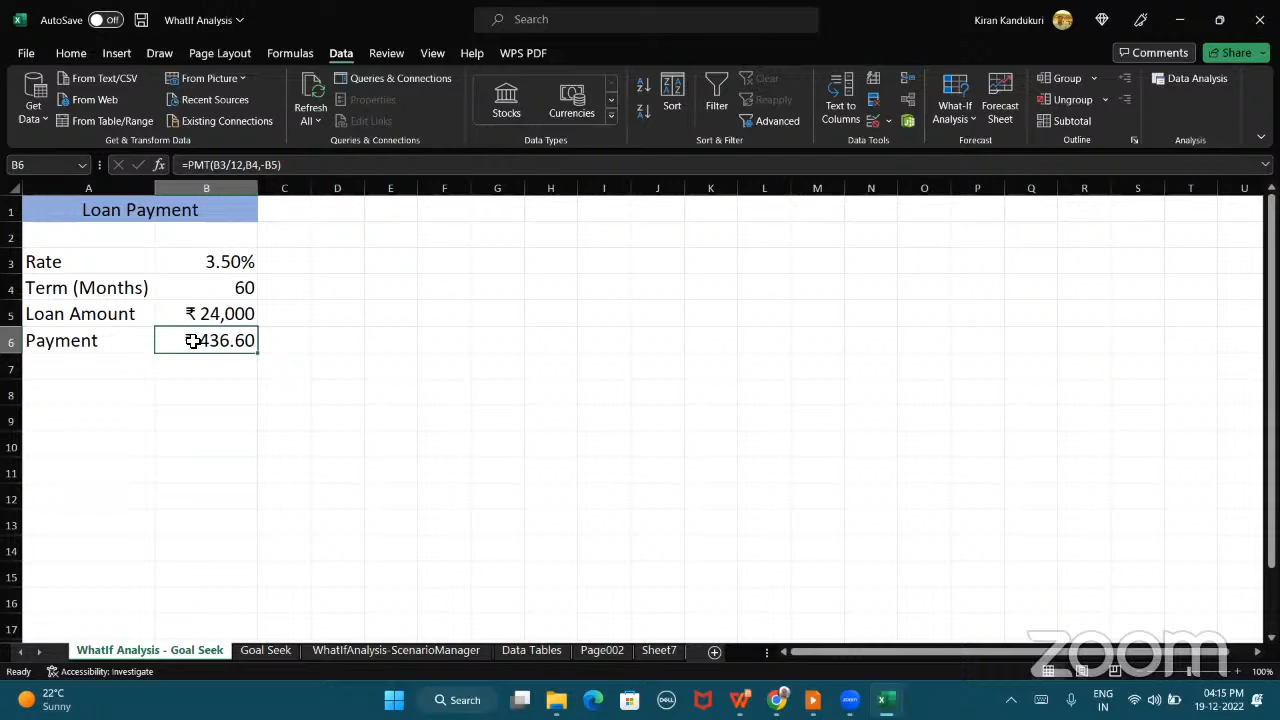 AutoSave Off WhatIf Analysis Search Kiran Kandukuri
File Home Insert Draw Page Layout Formulas Data Review View Help WPS PDF Comments Share
From Text/CSV From Picture Queries & Connections Clear Group Data Analysis
Get Data From Web Recent Sources Refresh All Properties Stocks Currencies Sort Filter Reapply Text to Columns What-If Analysis Forecast Sheet Ungroup
From Table/Range Existing Connections Edit Links Advanced Subtotal
Get & Transform Data Queries & Connections Data Types Sort & Filter Data Tools Forecast Outline Analysis
B6 fx =PMT(B3/12,B4,-B5)
A B C D E F G H I J K L M N O P Q R S T U
1 Loan Payment
2
3 Rate 3.50%
4 Term (Months) 60
5 Loan Amount ₹ 24,000
6 Payment ₹ 436.60
7
8
9
10
11
12
13
14
15
16
17
zoom
WhatIf Analysis - Goal Seek Goal Seek WhatIfAnalysis-ScenarioManager Data Tables Page002 Sheet7
Ready Accessibility: Investigate 100%
22°C
Sunny
Search
DELL
ENG
IN
04:15 PM
19-12-2022